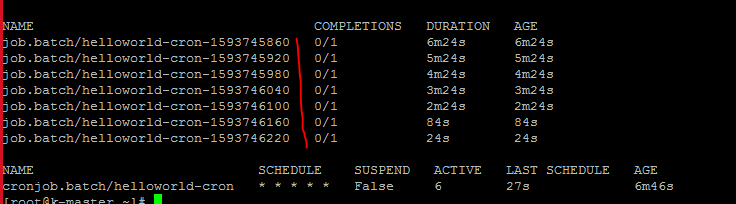 NAME COMPLETIONS DURATION AGE
job.batch/helloworld-cron-1593745860 0/1 6m24s 6m24s
job.batch/helloworld-cron-1593745920 0/1 5m24s 5m24s
job.batch/helloworld-cron-1593745980 0/1 4m24s 4m24s
job.batch/helloworld-cron-1593746040 0/1 3m24s 3m24s
job.batch/helloworld-cron-1593746100 0/1 2m24s 2m24s
job.batch/helloworld-cron-1593746160 0/1 84s 84s
job.batch/helloworld-cron-1593746220 0/1 24s 24s
NAME SCHEDULE SUSPEND ACTIVE LAST SCHEDULE AGE
cronjob.batch/helloworld-cron * * * * * False 6 27s 6m46s
[root@k-master ~]#